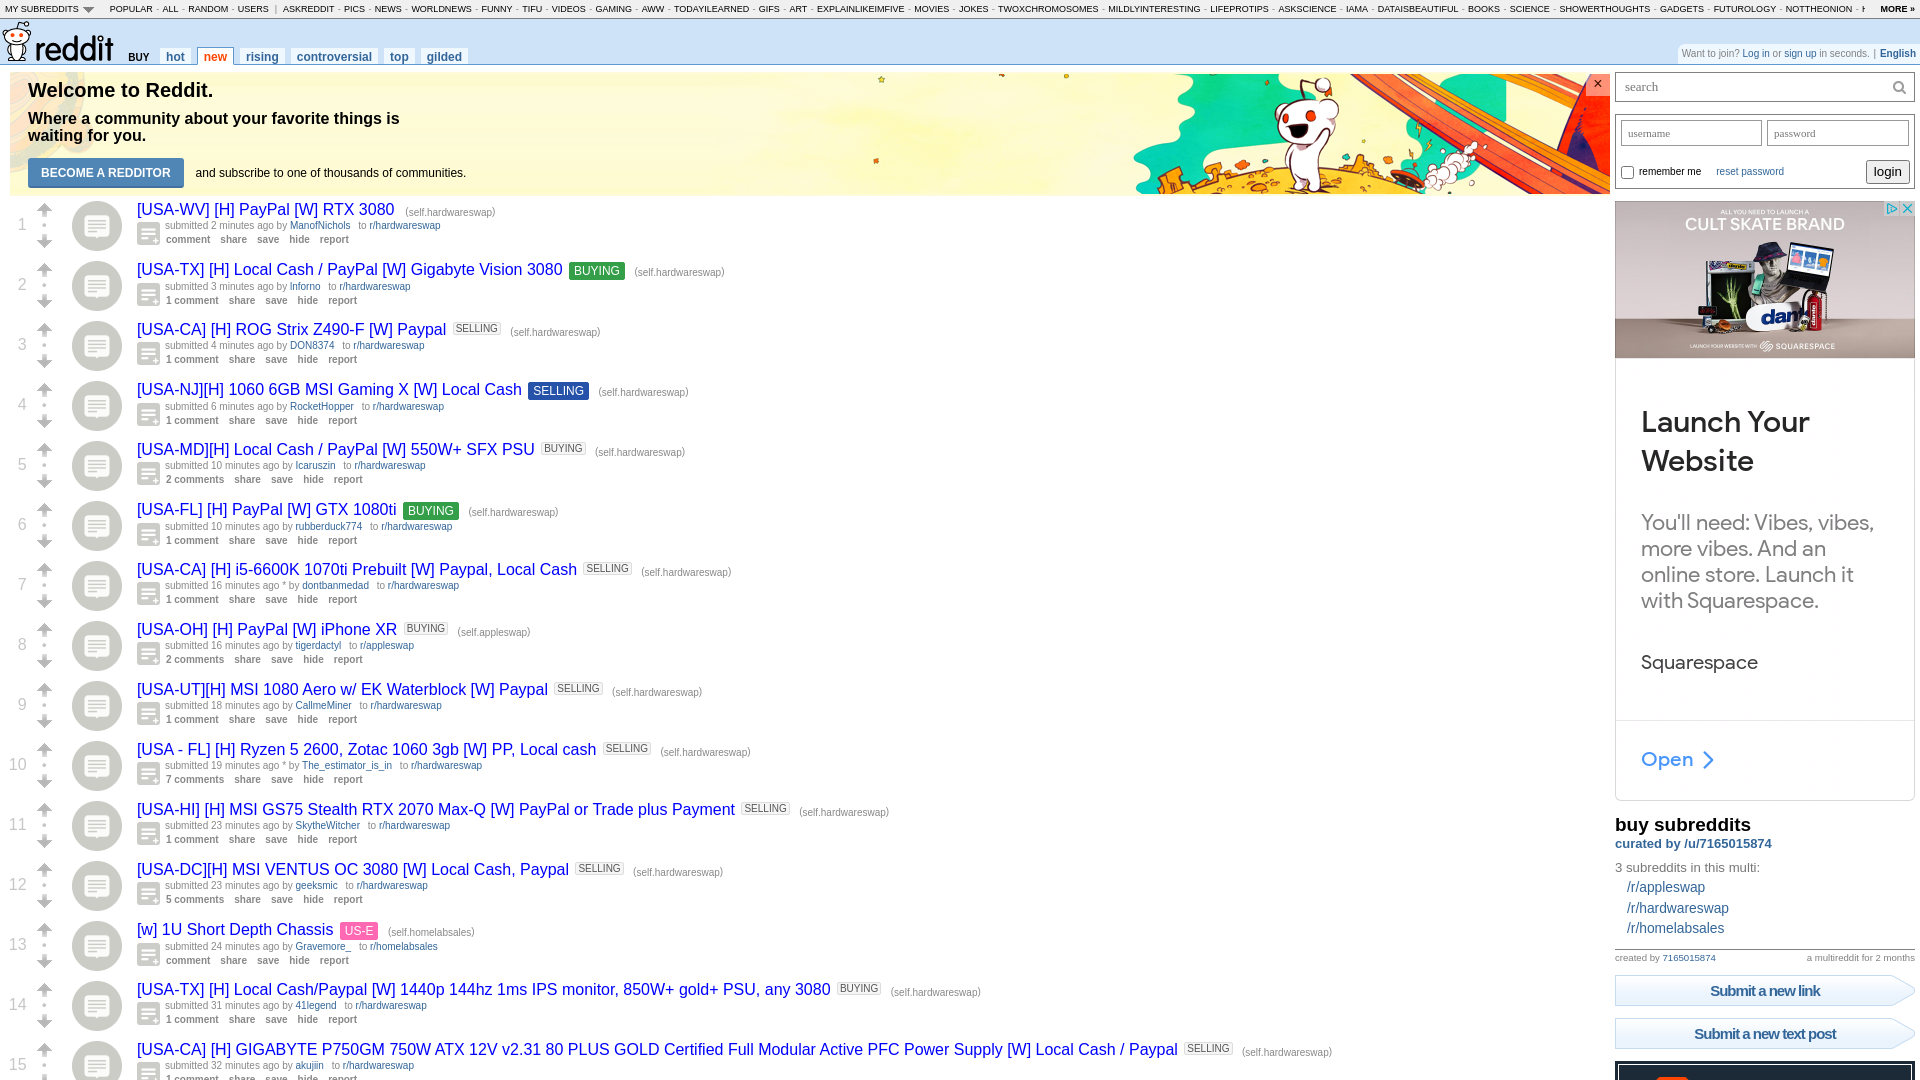 MY SUBREDDITS POPULAR - ALL - RANDOM - USERS | ASKREDDIT - PICS - NEWS - WORLDNEWS - FUNNY - TIFU - VIDEOS - GAMING - AWW - TODAYILEARNED - GIFS - ART - EXPLAINLIKEIMFIVE - MOVIES - JOKES - TWOXCHROMOSOMES - MILDLYINTERESTING - LIFEPROTIPS - ASKSCIENCE - IAMA - DATAISBEAUTIFUL - BOOKS - SCIENCE - SHOWERTHOUGHTS - GADGETS - FUTUROLOGY - NOTTHEONION - MORE »
reddit BUY hot new rising controversial top gilded
Want to join? Log in or sign up in seconds. | English
Welcome to Reddit.
Where a community about your favorite things is
waiting for you.
BECOME A REDDITOR and subscribe to one of thousands of communities.
×
1
[USA-WV] [H] PayPal [W] RTX 3080 (self.hardwareswap)
submitted 2 minutes ago by ManofNichols to r/hardwareswap
comment share save hide report
2
[USA-TX] [H] Local Cash / PayPal [W] Gigabyte Vision 3080 BUYING (self.hardwareswap)
submitted 3 minutes ago by Inforno to r/hardwareswap
1 comment share save hide report
3
[USA-CA] [H] ROG Strix Z490-F [W] Paypal SELLING (self.hardwareswap)
submitted 4 minutes ago by DON8374 to r/hardwareswap
1 comment share save hide report
4
[USA-NJ][H] 1060 6GB MSI Gaming X [W] Local Cash SELLING (self.hardwareswap)
submitted 6 minutes ago by RocketHopper to r/hardwareswap
1 comment share save hide report
5
[USA-MD][H] Local Cash / PayPal [W] 550W+ SFX PSU BUYING (self.hardwareswap)
submitted 10 minutes ago by Icaruszin to r/hardwareswap
2 comments share save hide report
6
[USA-FL] [H] PayPal [W] GTX 1080ti BUYING (self.hardwareswap)
submitted 10 minutes ago by rubberduck774 to r/hardwareswap
1 comment share save hide report
7
[USA-CA] [H] i5-6600K 1070ti Prebuilt [W] Paypal, Local Cash SELLING (self.hardwareswap)
submitted 16 minutes ago * by dontbanmedad to r/hardwareswap
1 comment share save hide report
8
[USA-OH] [H] PayPal [W] iPhone XR BUYING (self.appleswap)
submitted 16 minutes ago by tigerdactyl to r/appleswap
2 comments share save hide report
9
[USA-UT][H] MSI 1080 Aero w/ EK Waterblock [W] Paypal SELLING (self.hardwareswap)
submitted 18 minutes ago by CallmeMiner to r/hardwareswap
1 comment share save hide report
10
[USA - FL] [H] Ryzen 5 2600, Zotac 1060 3gb [W] PP, Local cash SELLING (self.hardwareswap)
submitted 19 minutes ago * by The_estimator_is_in to r/hardwareswap
7 comments share save hide report
11
[USA-HI] [H] MSI GS75 Stealth RTX 2070 Max-Q [W] PayPal or Trade plus Payment SELLING (self.hardwareswap)
submitted 23 minutes ago by SkytheWitcher to r/hardwareswap
1 comment share save hide report
12
[USA-DC][H] MSI VENTUS OC 3080 [W] Local Cash, Paypal SELLING (self.hardwareswap)
submitted 23 minutes ago by geeksmic to r/hardwareswap
5 comments share save hide report
13
[w] 1U Short Depth Chassis US-E (self.homelabsales)
submitted 24 minutes ago by Gravemore_ to r/homelabsales
comment share save hide report
14
[USA-TX] [H] Local Cash/Paypal [W] 1440p 144hz 1ms IPS monitor, 850W+ gold+ PSU, any 3080 BUYING (self.hardwareswap)
submitted 31 minutes ago by 41legend to r/hardwareswap
1 comment share save hide report
15
[USA-CA] [H] GIGABYTE P750GM 750W ATX 12V v2.31 80 PLUS GOLD Certified Full Modular Active PFC Power Supply [W] Local Cash / Paypal SELLING (self.hardwareswap)
submitted 32 minutes ago by akujiin to r/hardwareswap
1 comment share save hide report
search
username password
remember me reset password login
ALL YOU NEED TO LAUNCH A
CULT SKATE BRAND
LAUNCH YOUR WEBSITE WITH SQUARESPACE
Launch Your
Website
You'll need: Vibes, vibes,
more vibes. And an
online store. Launch it
with Squarespace.
Squarespace
Open
buy subreddits
curated by /u/7165015874
3 subreddits in this multi:
/r/appleswap
/r/hardwareswap
/r/homelabsales
created by 7165015874 a multireddit for 2 months
Submit a new link
Submit a new text post